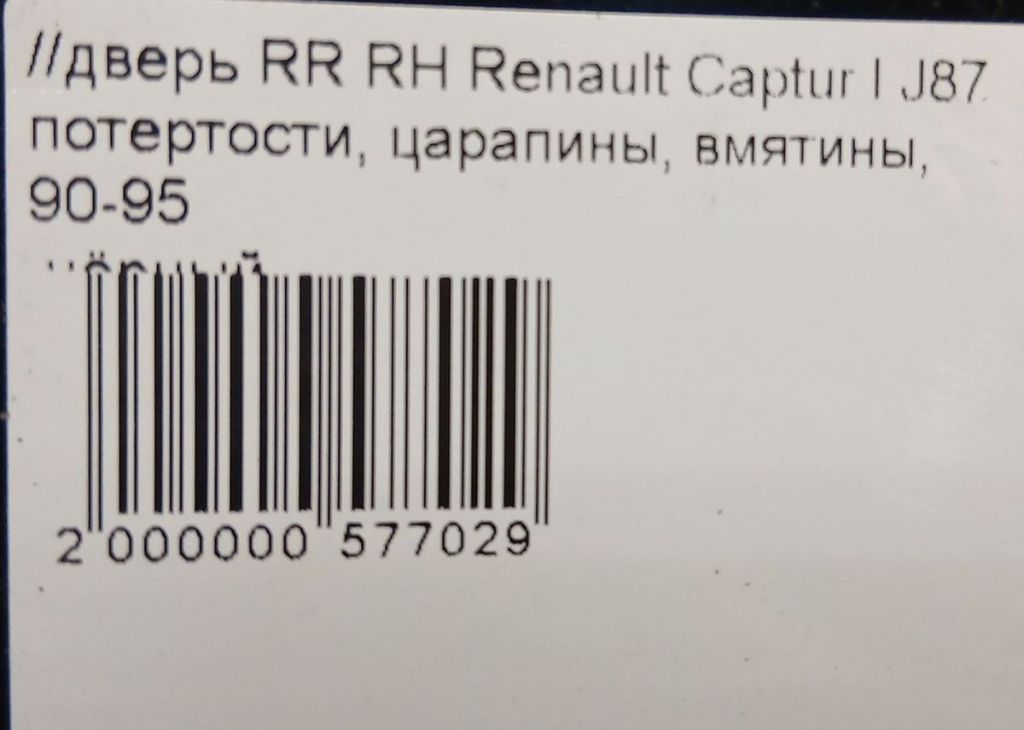 //дверь RR RH Renault Captur I J87
потертости, царапины, вмятины,
90-95
2 000000 577029